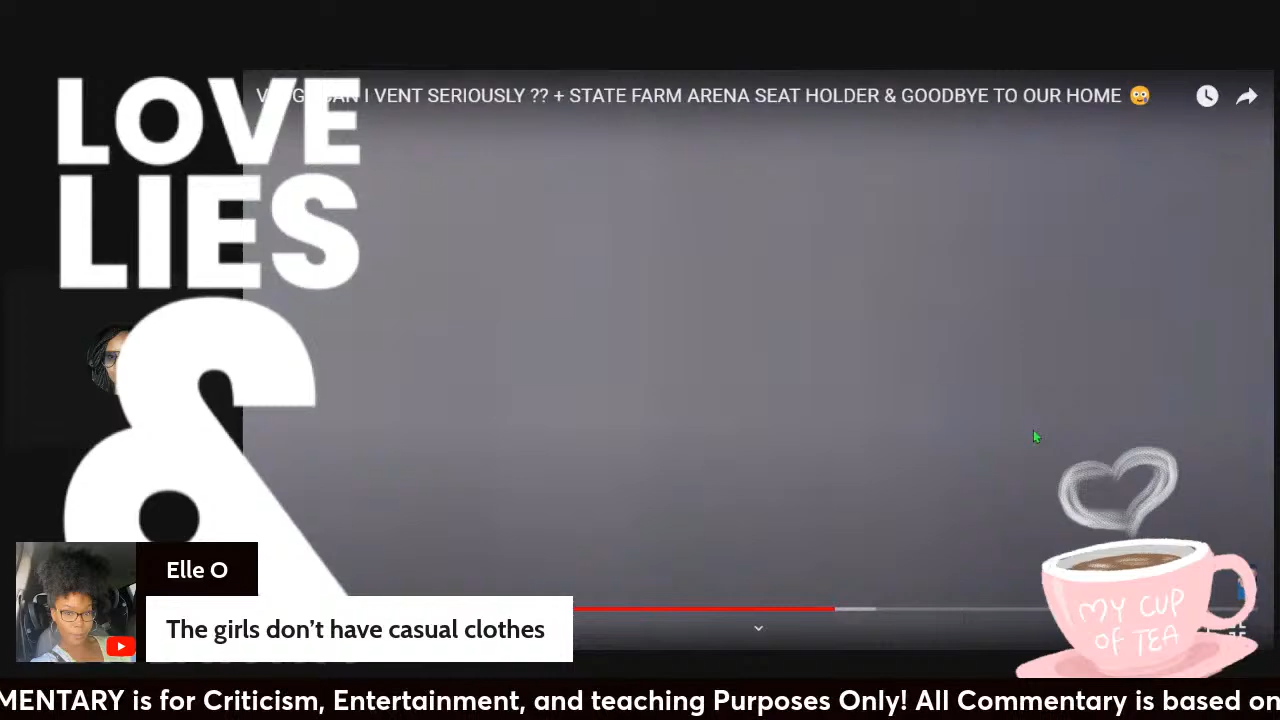 LOVE
LIES
&
I VENT SERIOUSLY ?? + STATE FARM ARENA SEAT HOLDER & GOODBYE TO OUR HOME
MY CUP
OF TEA
Elle O
The girls don’t have casual clothes
MENTARY is for Criticism, Entertainment, and teaching Purposes Only! All Commentary is based on